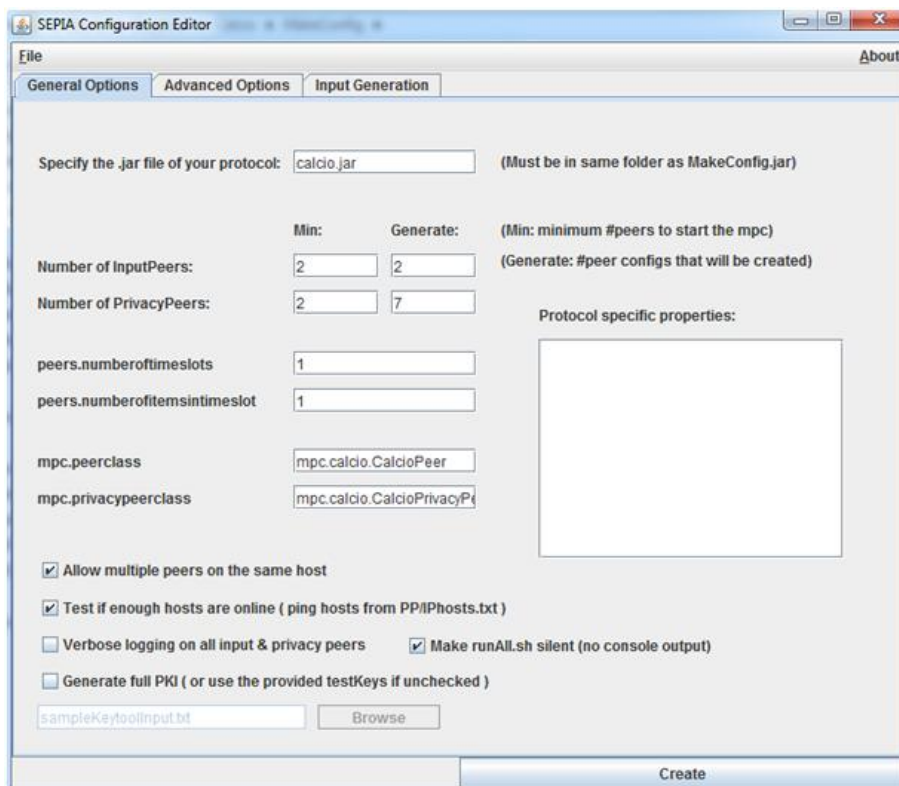 SEPIA Configuration Editor
File About
General Options Advanced Options Input Generation
Specify the .jar file of your protocol: calcio.jar (Must be in same folder as MakeConfig.jar)
Min: Generate: (Min: minimum #peers to start the mpc)
Number of InputPeers: 2 2 (Generate: #peer configs that will be created)
Number of PrivacyPeers: 2 7
Protocol specific properties:
peers.numberoftimeslots 1
peers.numberofitemsintimeslot 1
mpc.peerclass mpc.calcio.CalcioPeer
mpc.privacypeerclass mpc.calcio.CalcioPrivacyPe
Allow multiple peers on the same host
Test if enough hosts are online ( ping hosts from PP/IPhosts.txt )
Verbose logging on all input & privacy peers Make runAll.sh silent (no console output)
Generate full PKI ( or use the provided testKeys if unchecked )
sampleKeytoolInput.txt Browse
Create